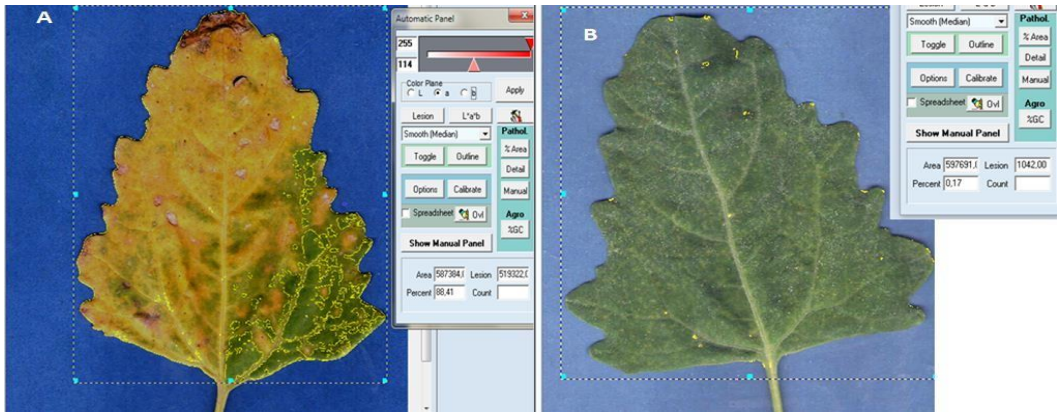 A
Automatic Panel
255
114
Color Plane
L a b
Apply
Lesion L*a*b
Smooth (Median)
Pathol.
Toggle Outline
% Area
Detail
Options Calibrate
Manual
Spreadsheet Ovl
Agro
%GC
Show Manual Panel
Area 587384,( Lesion 519322,(
Percent 88,41 Count
B
Smooth (Median)
Pathol.
Toggle Outline
% Area
Detail
Options Calibrate
Manual
Spreadsheet Ovl
Agro
%GC
Show Manual Panel
Area 597691,( Lesion 1042,00
Percent 0,17 Count